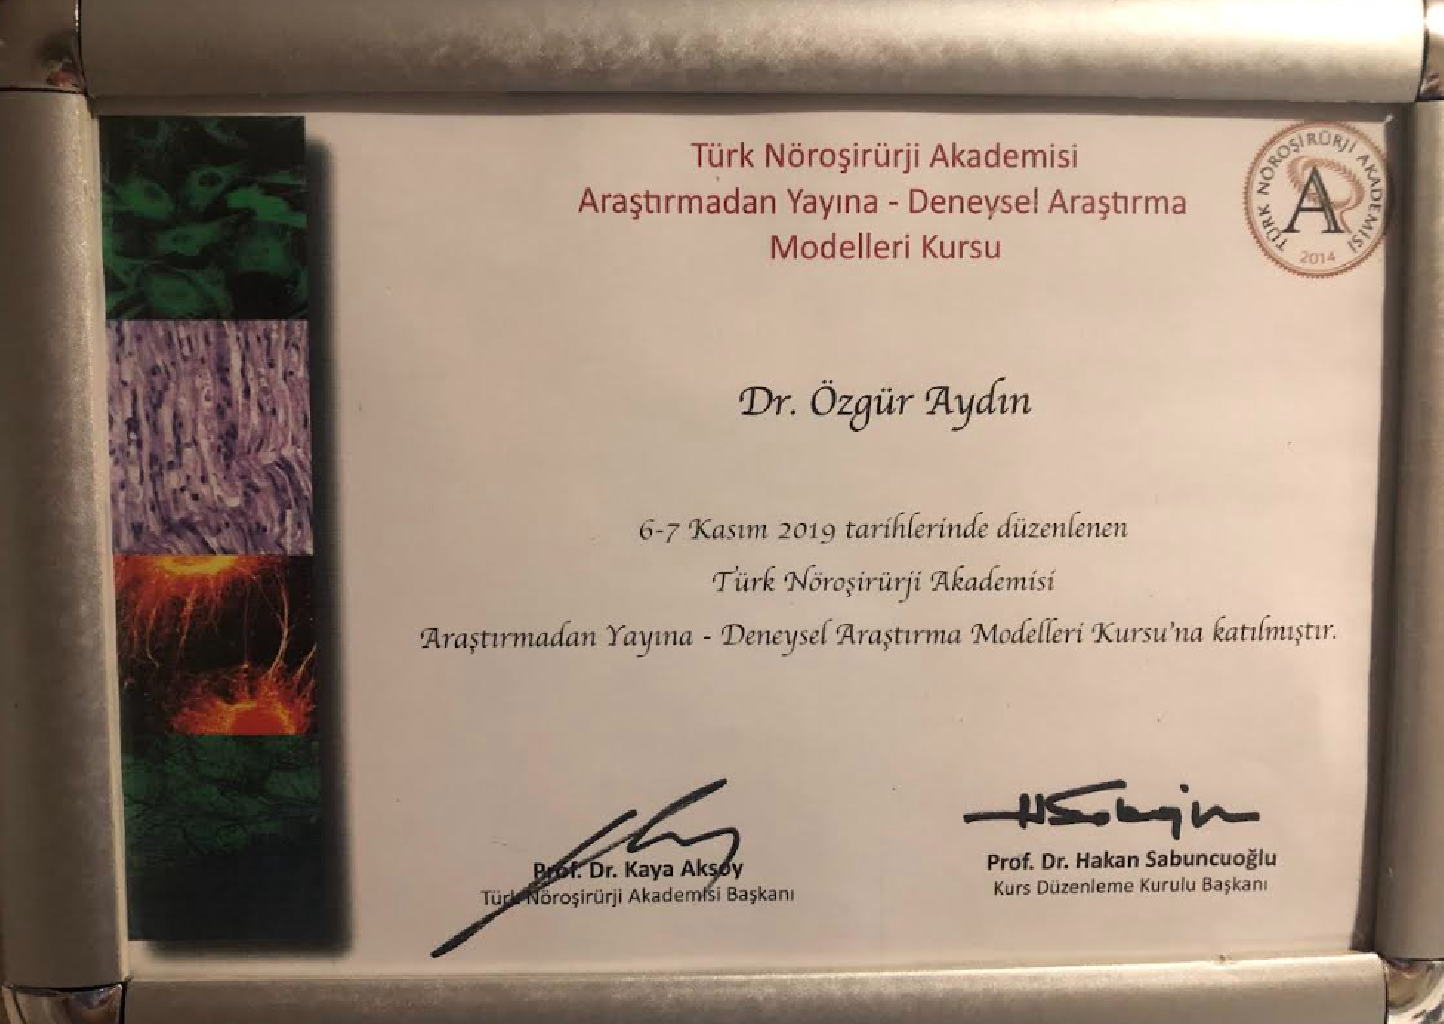 Türk Nöroşirürji Akademisi
Araştırmadan Yayına - Deneysel Araştırma
Modelleri Kursu
TÜRK NÖROŞİRÜRJİ AKADEMİSİ
A
2014
Dr. Özgür Aydın
6-7 Kasım 2019 tarihlerinde düzenlenen
Türk Nöroşirürji Akademisi
Araştırmadan Yayına - Deneysel Araştırma Modelleri Kursu'na katılmıştır.
Prof. Dr. Kaya Aksoy
Türk Nöroşirürji Akademisi Başkanı
Prof. Dr. Hakan Sabuncuoğlu
Kurs Düzenleme Kurulu Başkanı